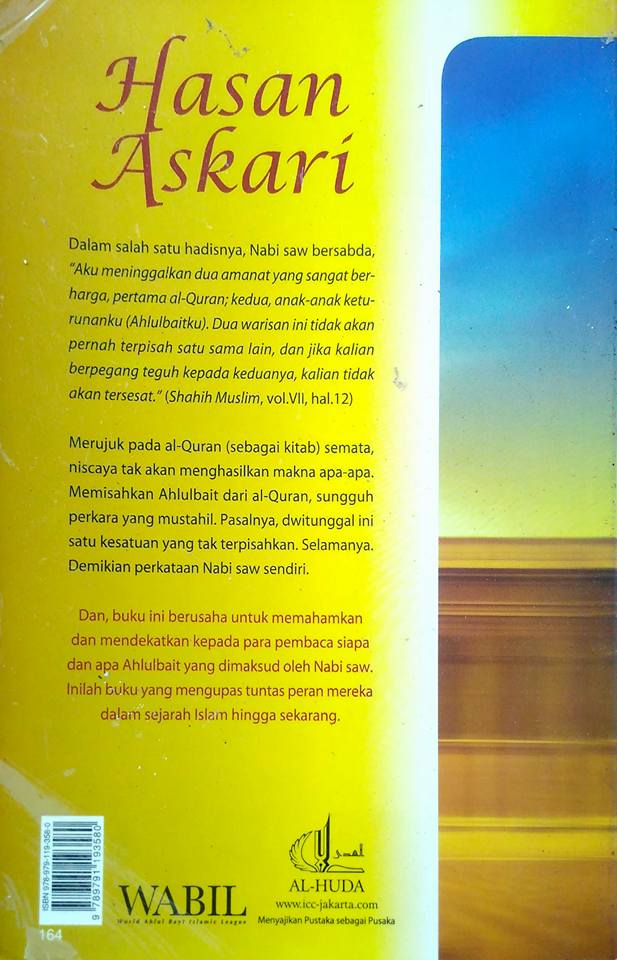 Hasan
Askari
Dalam salah satu hadisnya, Nabi saw bersabda,
"Aku meninggalkan dua amanat yang sangat ber-
harga, pertama al-Quran; kedua, anak-anak ketu-
runanku (Ahlulbaitku). Dua warisan ini tidak akan
pernah terpisah satu sama lain, dan jika kalian
berpegang teguh kepada keduanya, kalian tidak
akan tersesat." (Shahih Muslim, vol.VII, hal.12)
Merujuk pada al-Quran (sebagai kitab) semata,
niscaya tak akan menghasilkan makna apa-apa.
Memisahkan Ahlulbait dari al-Quran, sungguh
perkara yang mustahil. Pasalnya, dwitunggal ini
satu kesatuan yang tak terpisahkan. Selamanya.
Demikian perkataan Nabi saw sendiri.
Dan, buku ini berusaha untuk memahamkan
dan mendekatkan kepada para pembaca siapa
dan apa Ahlulbait yang dimaksud oleh Nabi saw.
Inilah buku yang mengupas tuntas peran mereka
dalam sejarah Islam hingga sekarang.
ISBN 978-979-119-358-0
9 789791 193580
164
WABIL
World Ahlul Bayt Islamic League
الهدى
AL-HUDA
www.icc-jakarta.com
Menyajikan Pustaka sebagai Pusaka